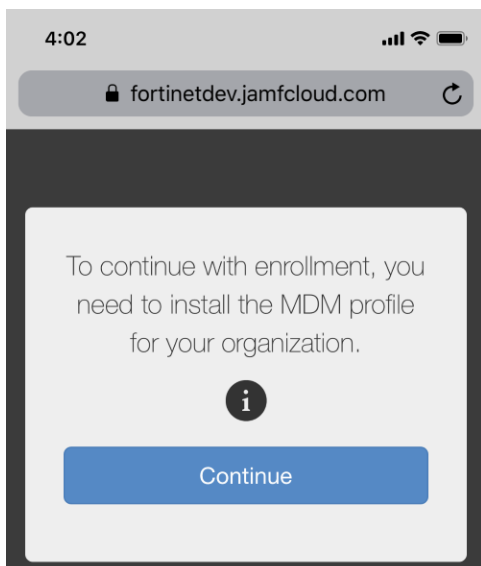 4:02
fortinetdev.jamfcloud.com
To continue with enrollment, you
need to install the MDM profile
for your organization.
i
Continue